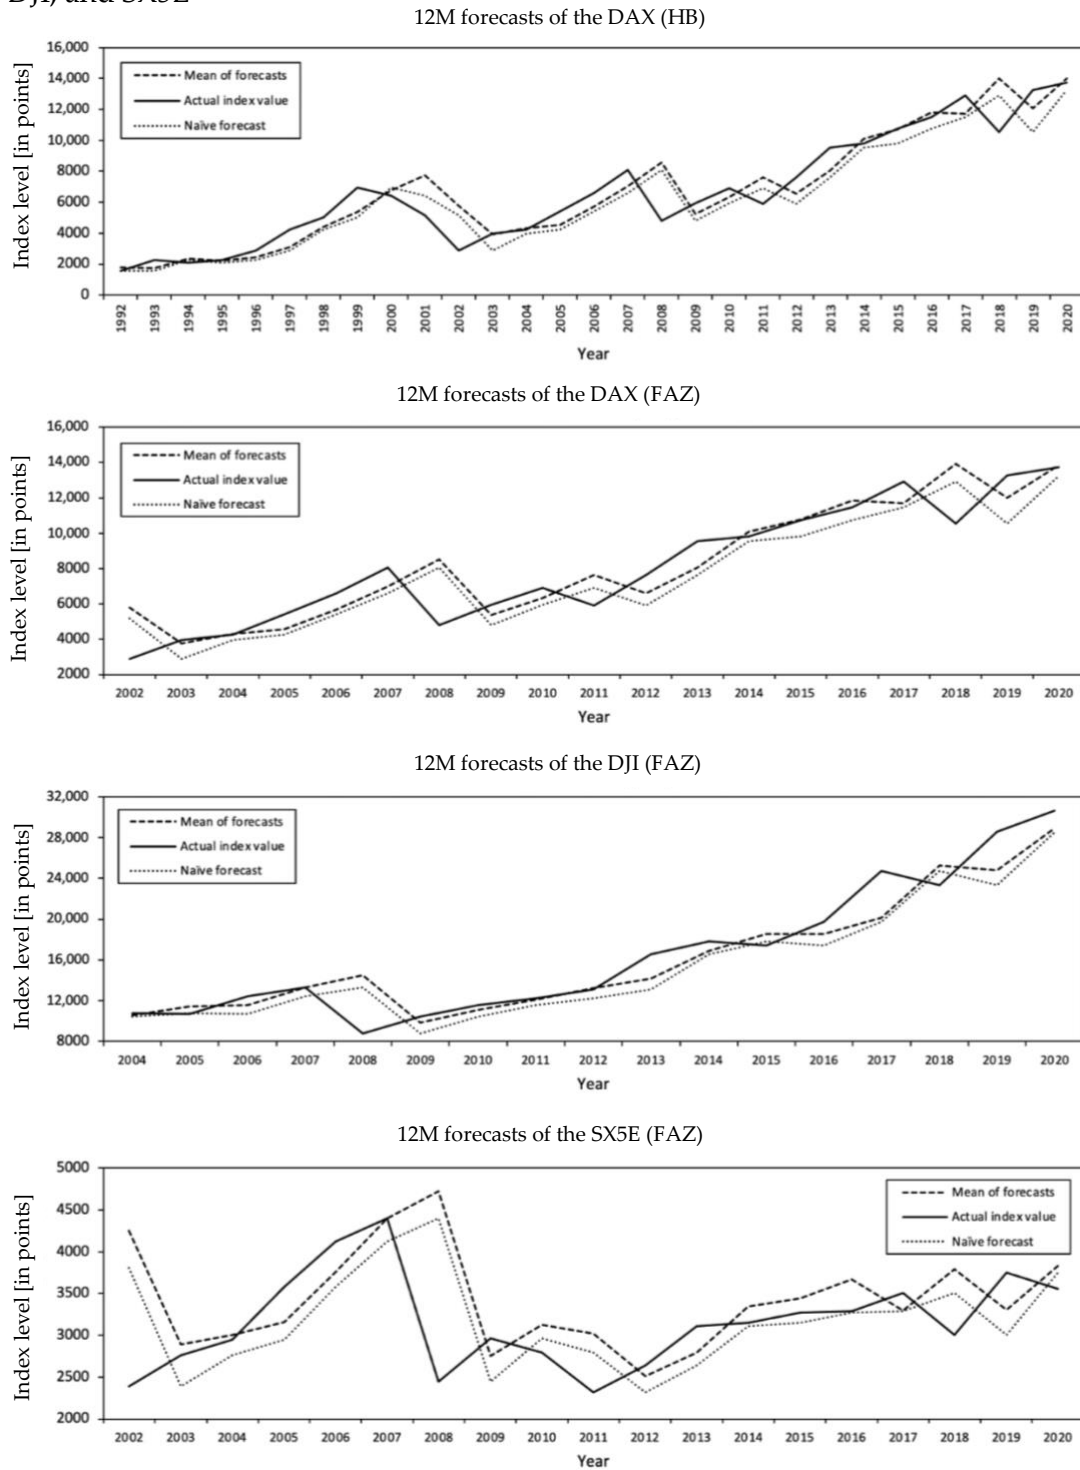 DJI, and SX5E
12M forecasts of the DAX (HB)
Index level [in points]
16,000
14,000
12,000
10,000
8000
6000
4000
2000
0
Mean of forecasts
Actual index value
Naïve forecast
1992 1993 1994 1995 1996 1997 1998 1999 2000 2001 2002 2003 2004 2005 2006 2007 2008 2009 2010 2011 2012 2013 2014 2015 2016 2017 2018 2019 2020
Year
12M forecasts of the DAX (FAZ)
Index level [in points]
16,000
14,000
12,000
10,000
8000
6000
4000
2000
Mean of forecasts
Actual index value
Naïve forecast
2002 2003 2004 2005 2006 2007 2008 2009 2010 2011 2012 2013 2014 2015 2016 2017 2018 2019 2020
Year
12M forecasts of the DJI (FAZ)
Index level [in points]
32,000
28,000
24,000
20,000
16,000
12,000
8000
Mean of forecasts
Actual index value
Naïve forecast
2004 2005 2006 2007 2008 2009 2010 2011 2012 2013 2014 2015 2016 2017 2018 2019 2020
Year
12M forecasts of the SX5E (FAZ)
Index level [in points]
5000
4500
4000
3500
3000
2500
2000
Mean of forecasts
Actual index value
Naïve forecast
2002 2003 2004 2005 2006 2007 2008 2009 2010 2011 2012 2013 2014 2015 2016 2017 2018 2019 2020
Year